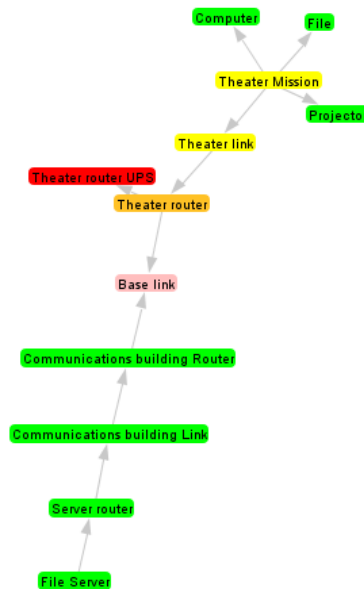 Computer
File
Theater Mission
Projecto
Theater link
Theater router UPS
Theater router
Base link
Communications building Router
Communications building Link
Server router
File Server